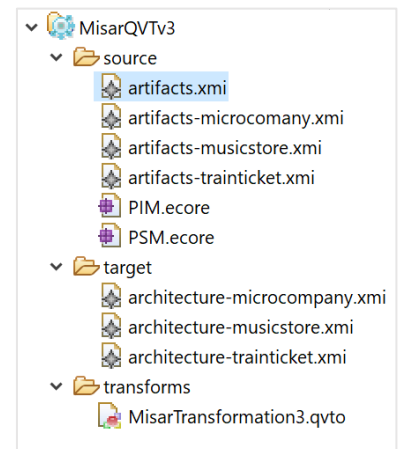 MisarQVTv3
source
artifacts.xmi
artifacts-microcomany.xmi
artifacts-musicstore.xmi
artifacts-trainticket.xmi
PIM.ecore
PSM.ecore
target
architecture-microcompany.xmi
architecture-musicstore.xmi
architecture-trainticket.xmi
transforms
MisarTransformation3.qvto